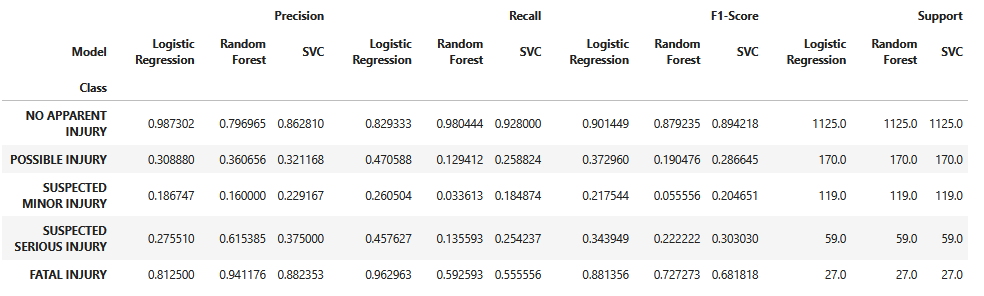 Precision Recall F1-Score Support
Model Logistic Regression Random Forest SVC Logistic Regression Random Forest SVC Logistic Regression Random Forest SVC Logistic Regression Random Forest SVC
Class
NO APPARENT INJURY 0.987302 0.796965 0.862810 0.829333 0.980444 0.928000 0.901449 0.879235 0.894218 1125.0 1125.0 1125.0
POSSIBLE INJURY 0.308880 0.360656 0.321168 0.470588 0.129412 0.258824 0.372960 0.190476 0.286645 170.0 170.0 170.0
SUSPECTED MINOR INJURY 0.186747 0.160000 0.229167 0.260504 0.033613 0.184874 0.217544 0.055556 0.204651 119.0 119.0 119.0
SUSPECTED SERIOUS INJURY 0.275510 0.615385 0.375000 0.457627 0.135593 0.254237 0.343949 0.222222 0.303030 59.0 59.0 59.0
FATAL INJURY 0.812500 0.941176 0.882353 0.962963 0.592593 0.555556 0.881356 0.727273 0.681818 27.0 27.0 27.0